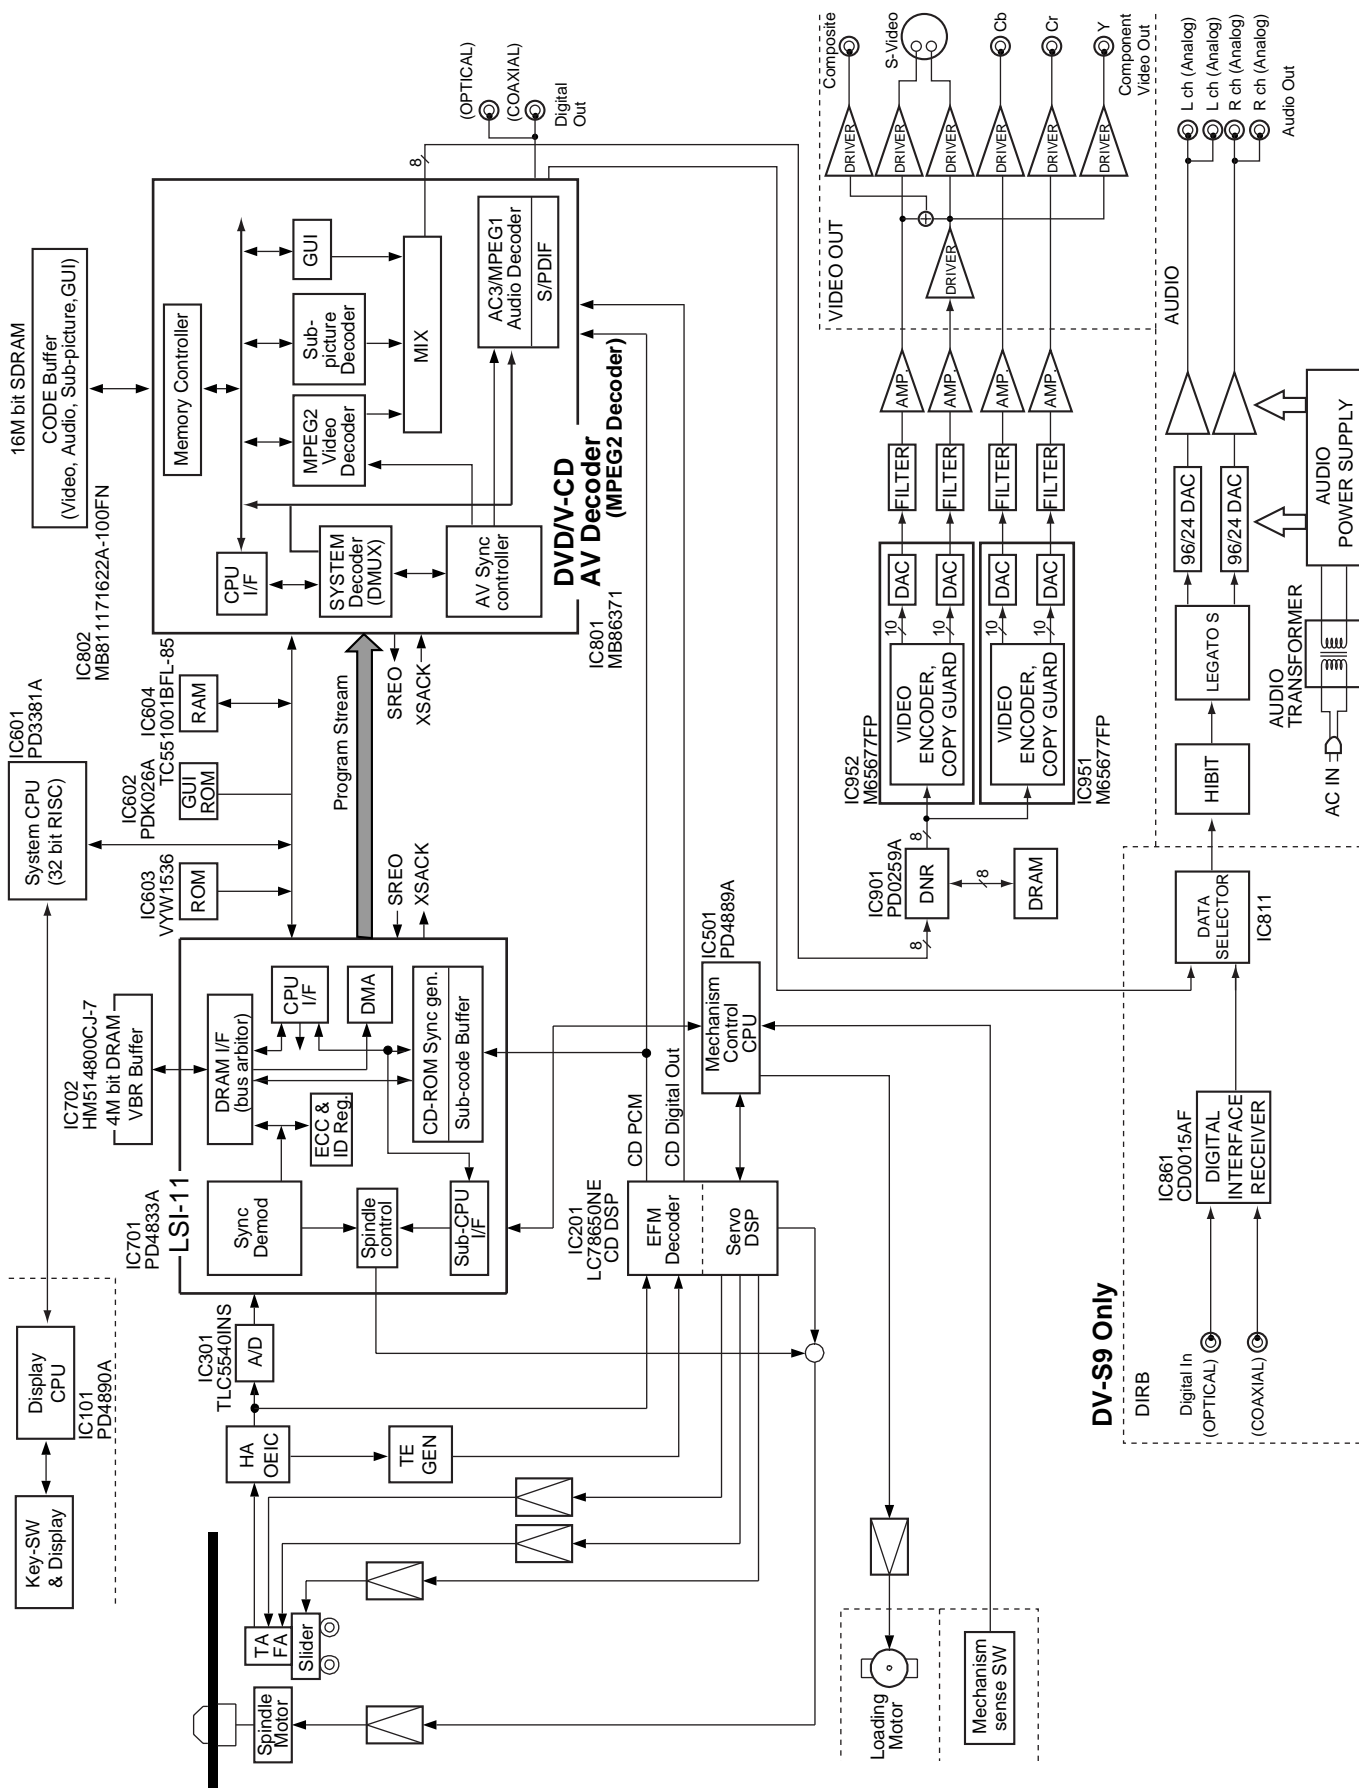 Key-SW
& Display
Display
CPU
IC101
PD4890A
System CPU
(32 bit RISC)
IC601
PD3381A
16M bit SDRAM
CODE Buffer
(Video, Audio, Sub-picture,GUI)
IC802
MB811171622A-100FN
IC702
HM514800CJ-7
4M bit DRAM
VBR Buffer
IC603
VYW1536
ROM
IC602
PDK026A
GUI
ROM
IC604
TC551001BFL-85
RAM
IC701
PD4833A
LSI-11
Sync
Demod
DRAM I/F
(bus arbitor)
CPU
I/F
DMA
ECC &
ID Reg.
CD-ROM Sync gen.
Sub-code Buffer
Spindle
control
Sub-CPU
I/F
Program Stream
SREO
XSACK
SREO
XSACK
CPU
I/F
Memory Controller
SYSTEM
Decoder
(DMUX)
AV Sync
controller
MPEG2
Video
Decoder
Sub-
picture
Decoder
GUI
MIX
AC3/MPEG1
Audio Decoder
S/PDIF
DVD/V-CD
AV Decoder
(MPEG2 Decoder)
IC801
MB86371
8
(OPTICAL)
(COAXIAL)
Digital
Out
IC301
TLC5540INS
A/D
HA
OEIC
TE
GEN
TA
FA
Slider
Spindle
Motor
IC201
LC78650NE
CD DSP
EFM
Decoder
Servo
DSP
CD PCM
CD Digital Out
IC501
PD4889A
Mechanism
Control
CPU
Loading
Motor
Mechanism
sense SW
IC901
PD0259A
8
DNR
8
8
DRAM
IC952
M65677FP
VIDEO
ENCODER,
COPY GUARD
10
10
DAC
DAC
VIDEO
ENCODER,
COPY GUARD
10
10
DAC
DAC
IC951
M65677FP
FILTER
FILTER
FILTER
FILTER
AMP.
AMP.
AMP.
AMP.
VIDEO OUT
DRIVER
DRIVER
DRIVER
DRIVER
DRIVER
DRIVER
DRIVER
Composite
S-Video
Cb
Cr
Y
Component
Video Out
DV-S9 Only
DIRB
Digital In
(OPTICAL)
(COAXIAL)
IC861
CD0015AF
DIGITAL
INTERFACE
RECEIVER
DATA
SELECTOR
IC811
AUDIO
HIBIT
LEGATO S
96/24 DAC
96/24 DAC
L ch (Analog)
L ch (Analog)
R ch (Analog)
R ch (Analog)
Audio Out
AC IN
AUDIO
TRANSFORMER
AUDIO
POWER SUPPLY